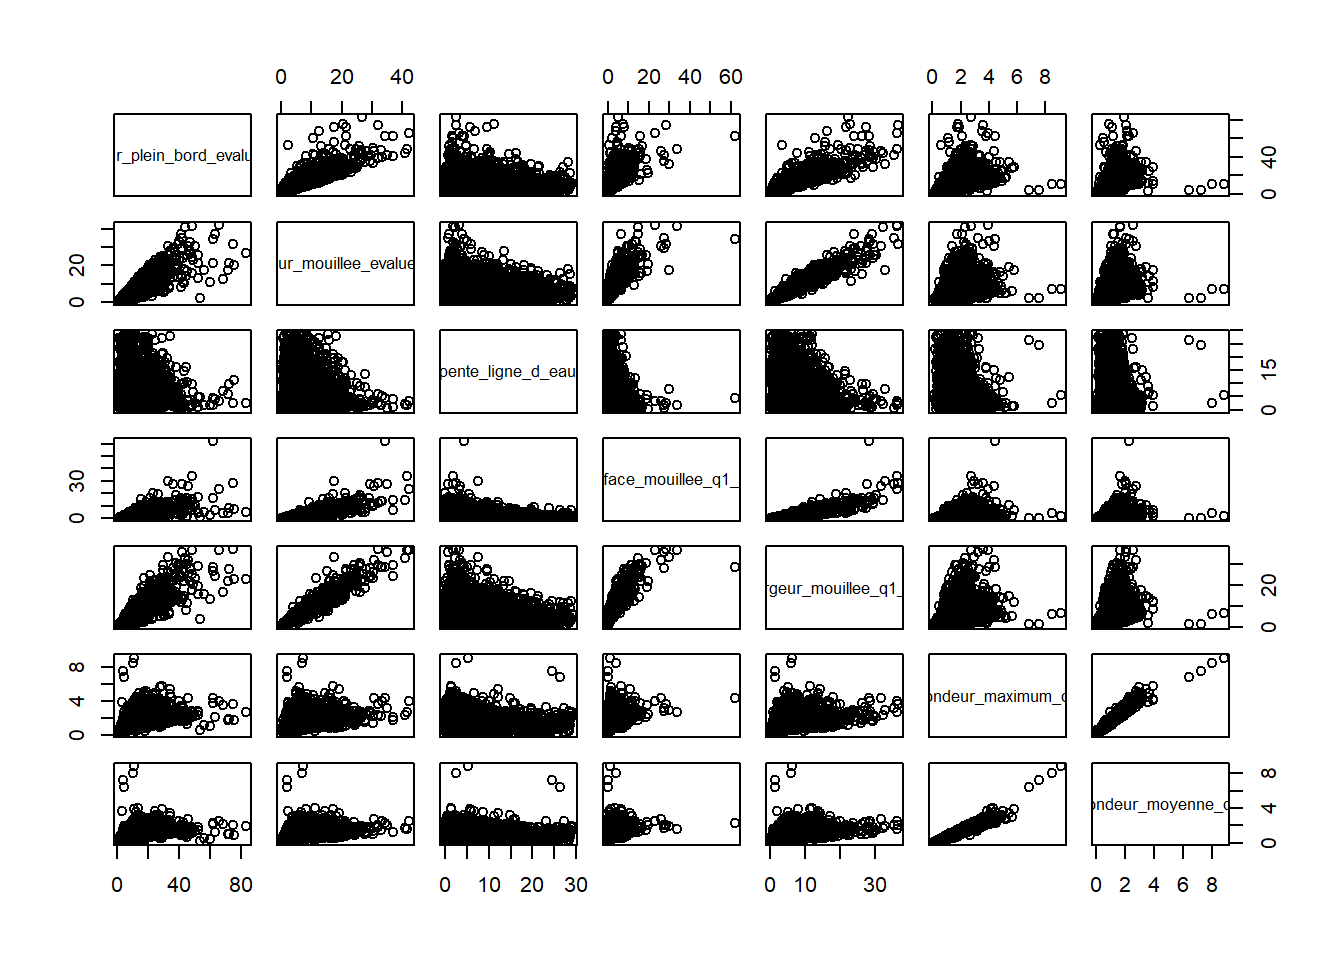 0 20 40 0 20 40 60 0 2 4 6 8
r_plein_bord_evalu
0 40
0 20
ur_mouillee_evalue
pente_ligne_d_eau
0 15
0 30
face_mouillee_q1_
rgeur_mouillee_q1_
0 20
0 4 8
ondeur_maximum_c
ondeur_moyenne_c
0 4 8
0 40 80 0 10 20 30 0 10 30 0 2 4 6 8